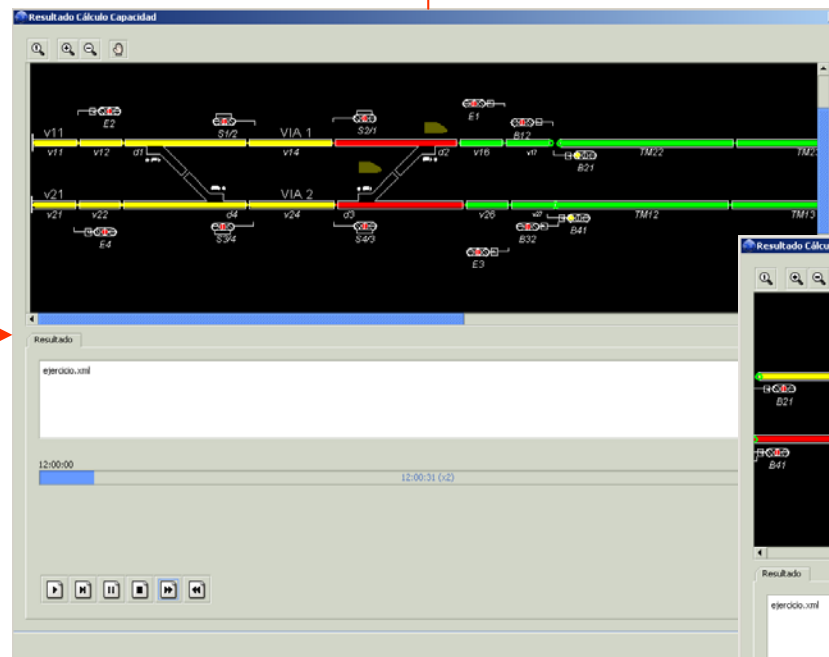 Resultado Cálculo Capacidad
E2
S1/2
S2/1
E1
B12
v11
VIA 1
v11 v12 d1 v14 d2 v16 v17 TM22 TM2
B21
v21
VIA 2
v21 v22 d4 v24 d3 v26 v27 TM12 TM13
E4
S3/4
S4/3
B32
B41
E3
Resultado
ejercicio.xml
12:00:00
12:00:31 (x2)
Resultado Cálcu
B21
B41
Resultado
ejercicio.xml